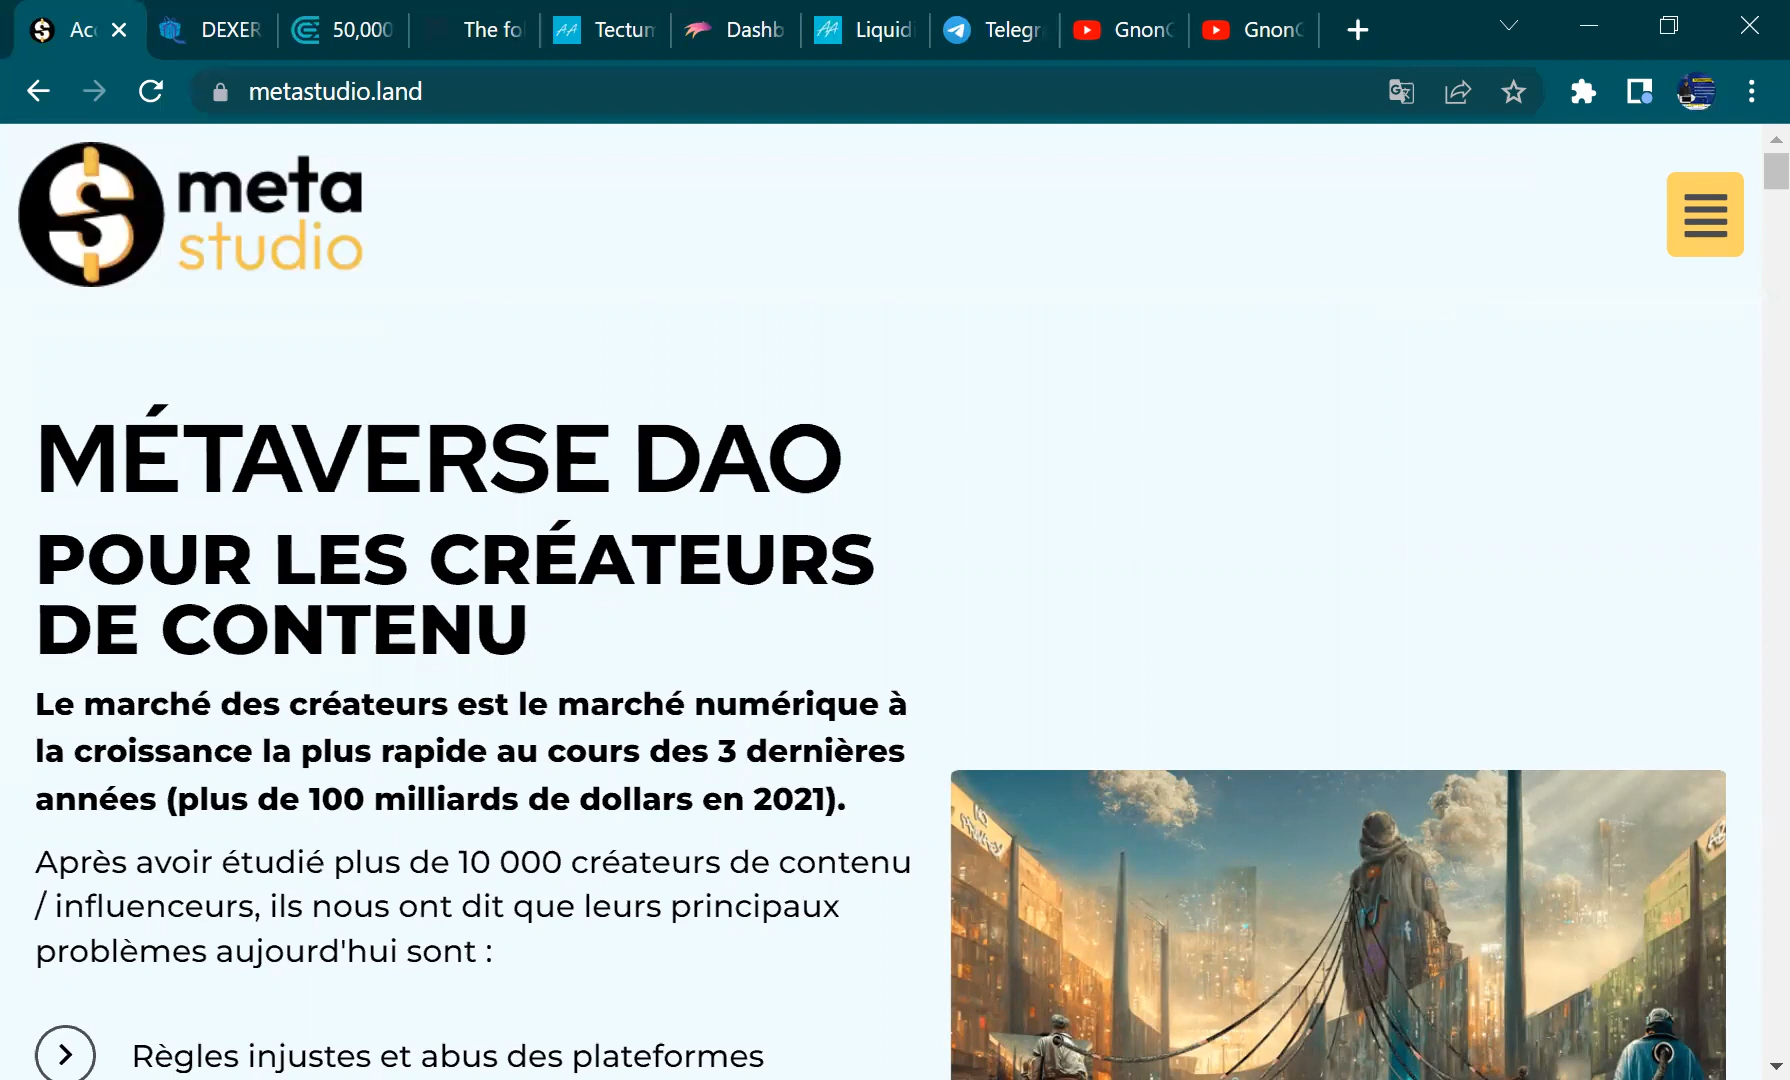 Acc
DEXER
50,000
The fo
Tectum
Dashb
Liquidi
Telegr
GnonC
GnonC
metastudio.land
meta
studio
MÉTAVERSE DAO
POUR LES CRÉATEURS
DE CONTENU
Le marché des créateurs est le marché numérique à
la croissance la plus rapide au cours des 3 dernières
années (plus de 100 milliards de dollars en 2021).
Après avoir étudié plus de 10 000 créateurs de contenu
/ influenceurs, ils nous ont dit que leurs principaux
problèmes aujourd'hui sont :
Règles injustes et abus des plateformes